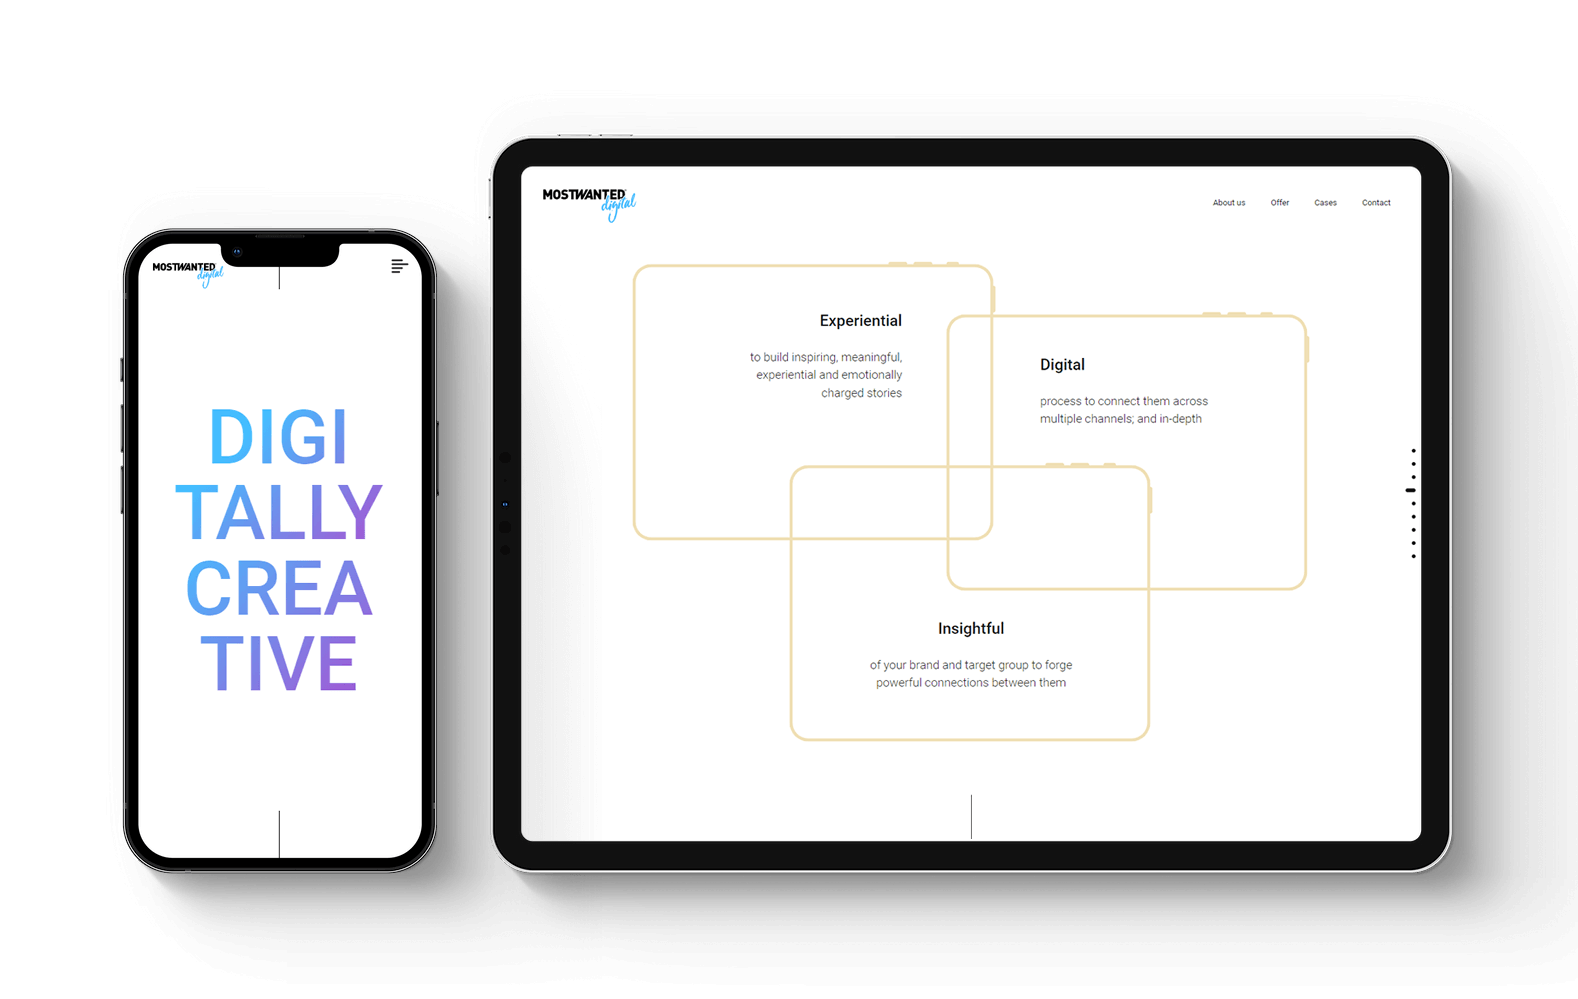 MOSTWANTED
digital
DIGI
TALLY
CREA
TIVE
MOSTWANTED
digital
About us
Offer
Cases
Contact
Experiential
to build inspiring, meaningful,
experiential and emotionally
charged stories
Digital
process to connect them across
multiple channels; and in-depth
Insightful
of your brand and target group to forge
powerful connections between them